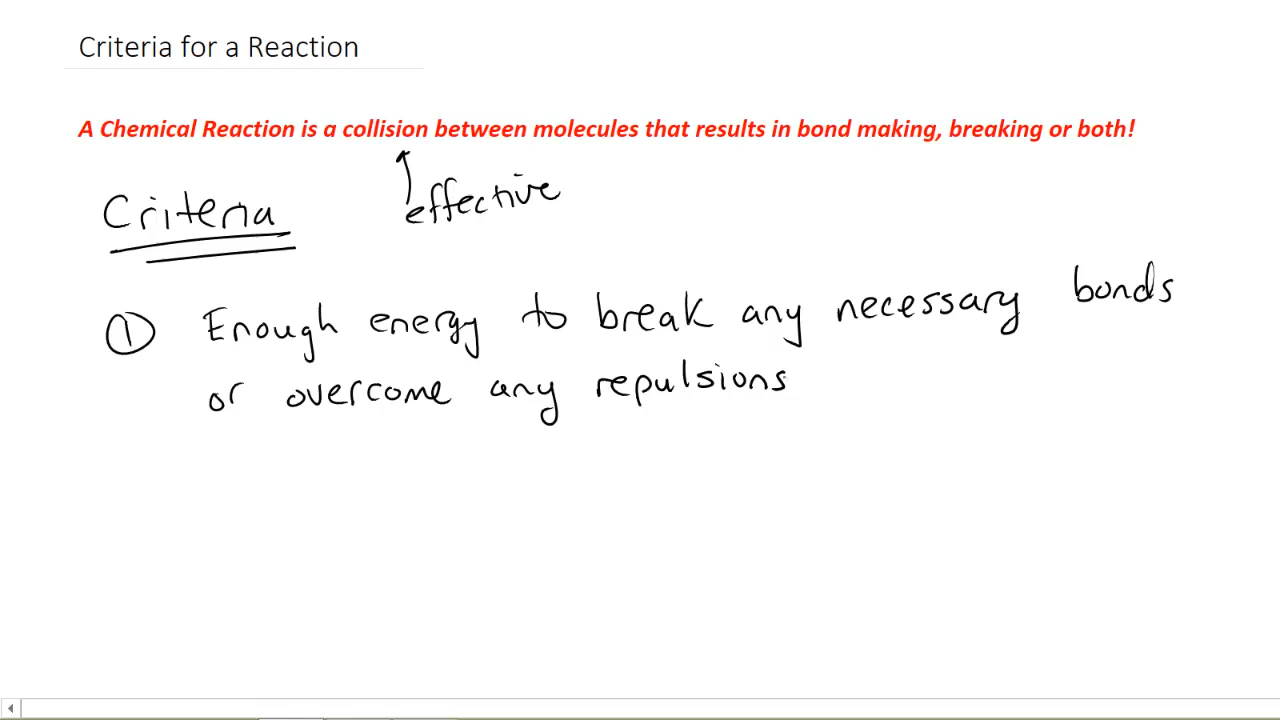 Criteria for a Reaction
A Chemical Reaction is a collision between molecules that results in bond making, breaking or both!
effective
Criteria
① Enough energy to break any necessary bonds
or overcome any repulsions